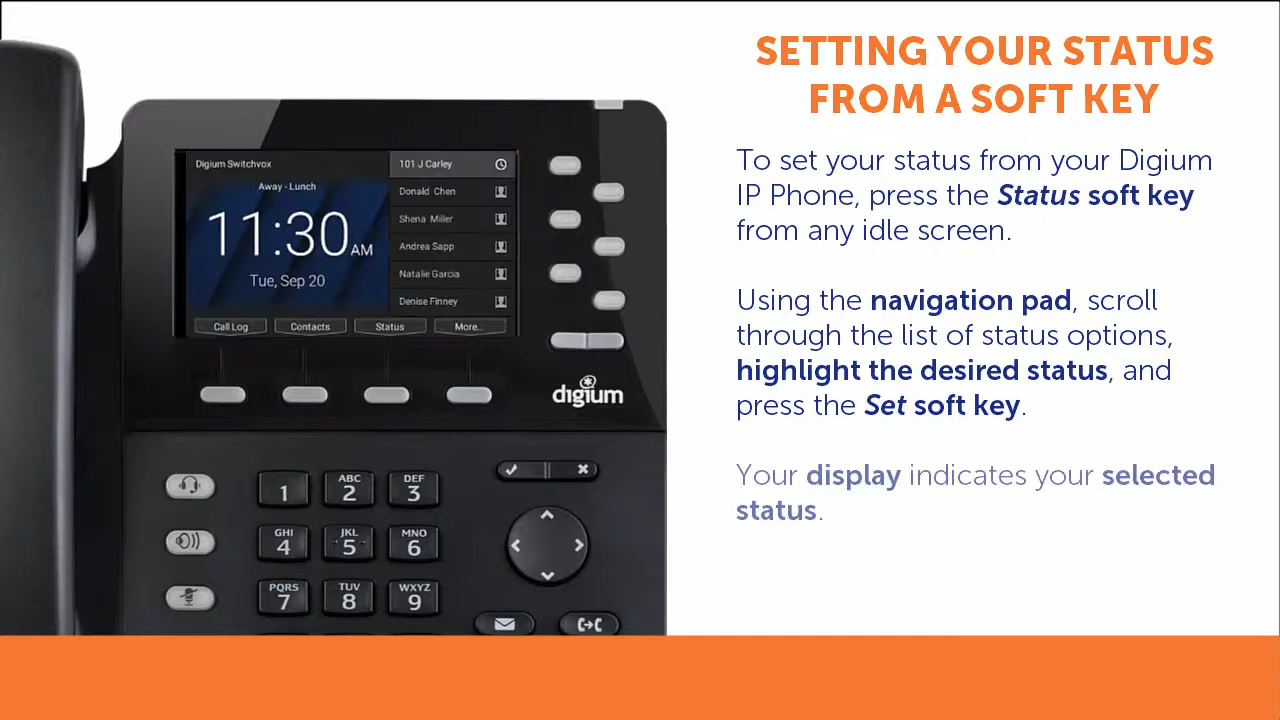 SETTING YOUR STATUS
FROM A SOFT KEY
To set your status from your Digium
IP Phone, press the Status soft key
from any idle screen.
Using the navigation pad, scroll
through the list of status options,
highlight the desired status, and
press the Set soft key.
Your display indicates your selected
status.
Digium Switchvox
Away - Lunch
11:30 AM
Tue, Sep 20
101 J Carley
Donald Chen
Shena Miller
Andrea Sapp
Natalie Garcia
Denise Finney
Call Log Contacts Status More...
digium
1 ABC 2 DEF 3
GHI 4 JKL 5 MNO 6
PQRS 7 TUV 8 WXYZ 9